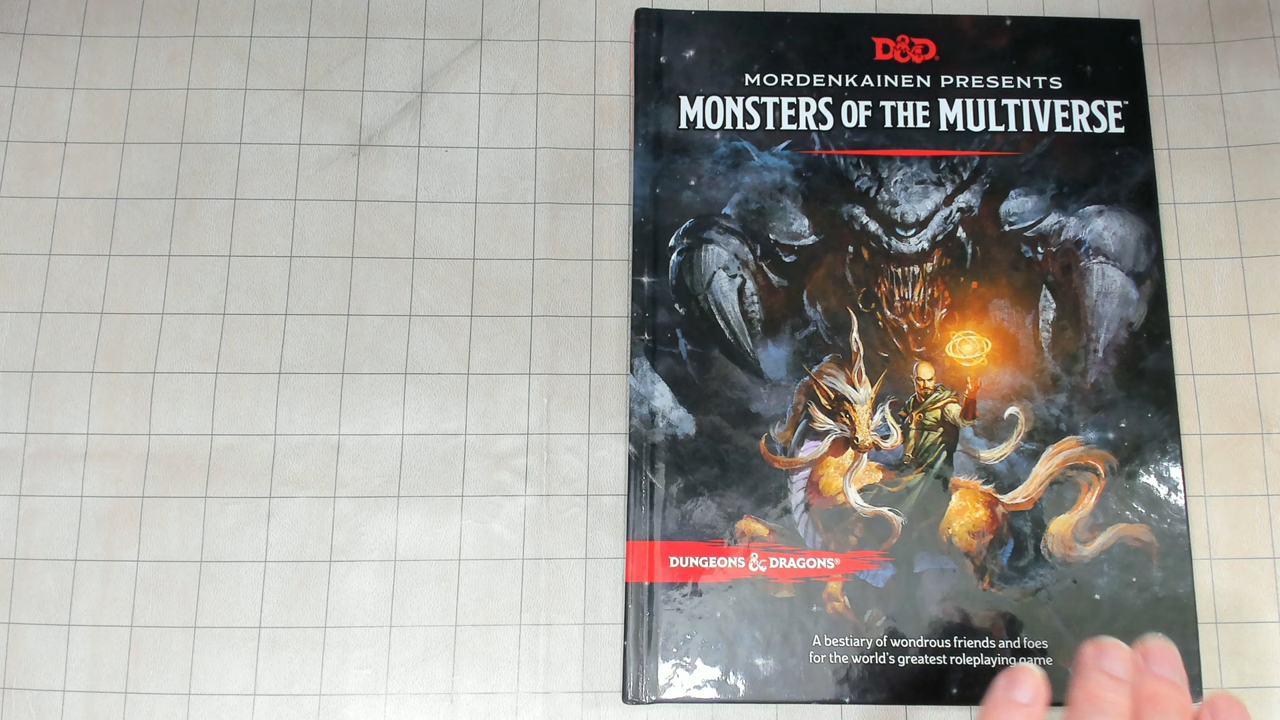 D&D®
MORDENKAINEN PRESENTS
MONSTERS OF THE MULTIVERSE™
DUNGEONS & DRAGONS®
A bestiary of wondrous friends and foes
for the world's greatest roleplaying game